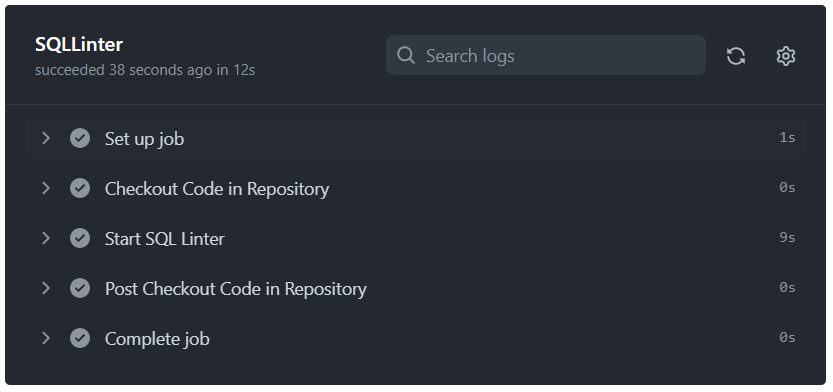 SQLLinter
succeeded 38 seconds ago in 12s
Search logs
Set up job 1s
Checkout Code in Repository 0s
Start SQL Linter 9s
Post Checkout Code in Repository 0s
Complete job 0s